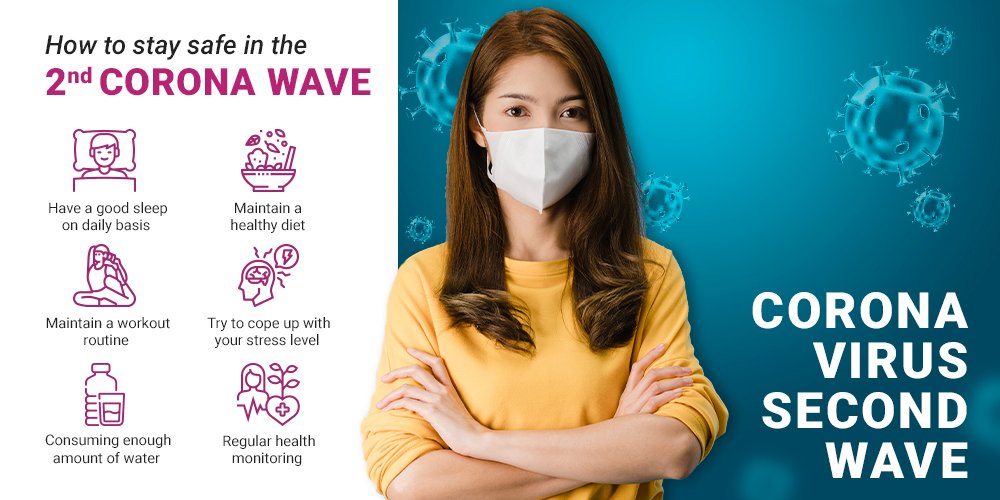 How to stay safe in the
2nd CORONA WAVE
Have a good sleep
on daily basis
Maintain a
healthy diet
Maintain a workout
routine
Try to cope up with
your stress level
Consuming enough
amount of water
Regular health
monitoring
CORONA
VIRUS
SECOND
WAVE